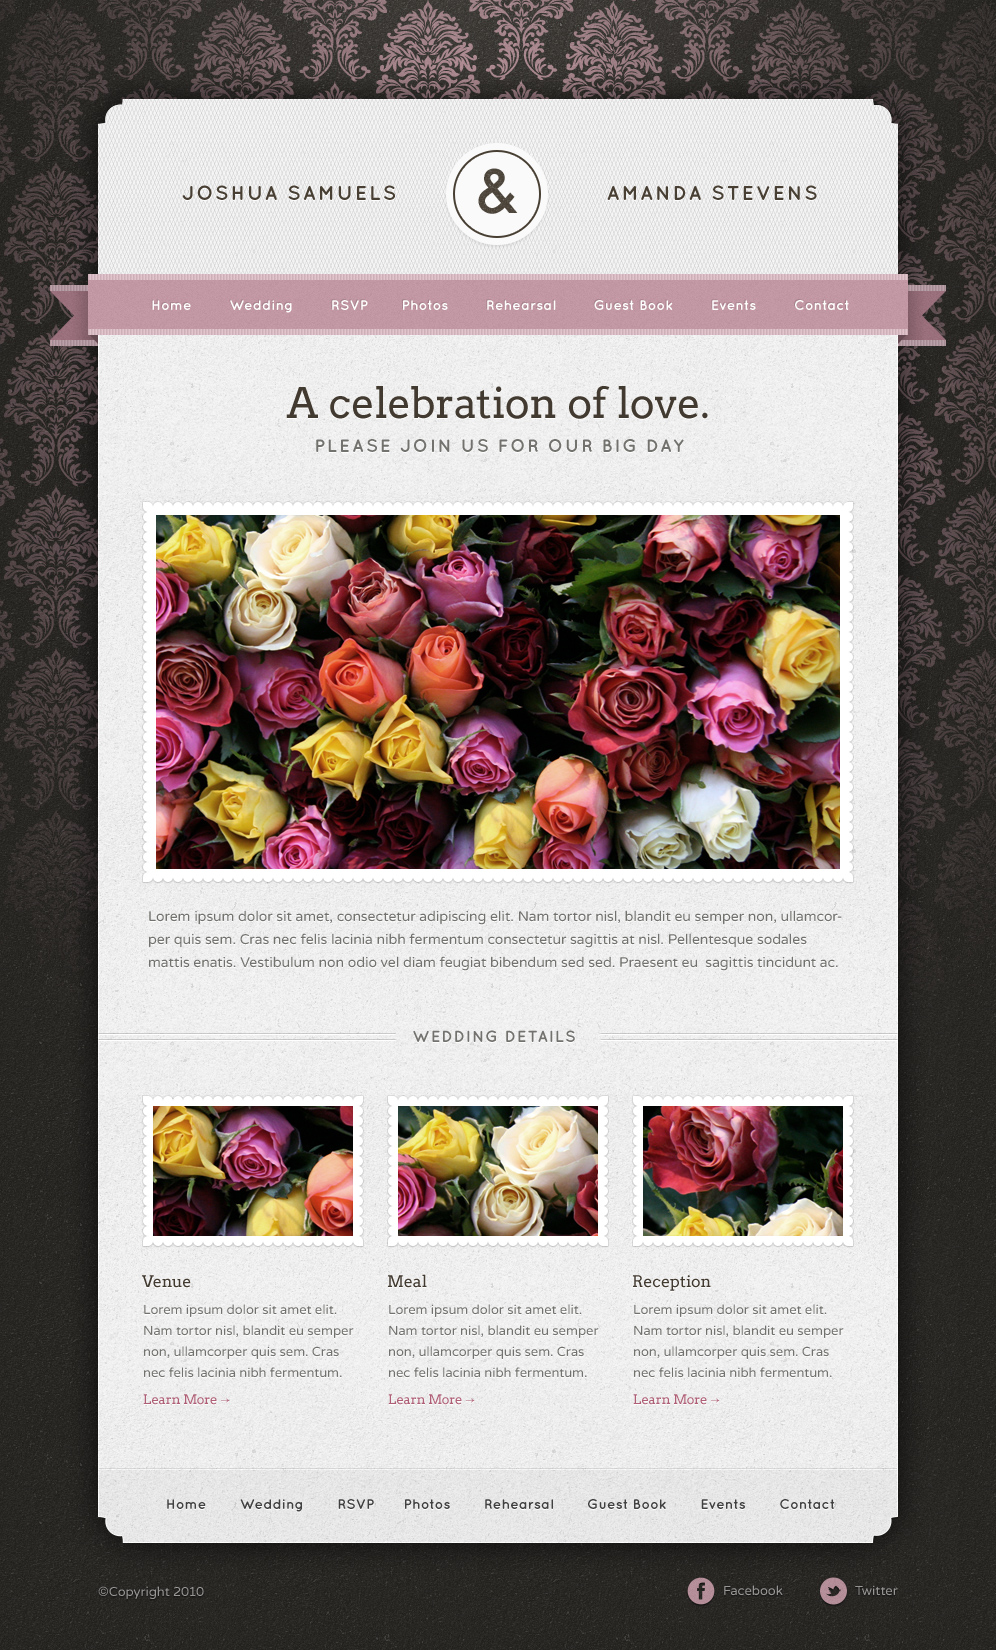 JOSHUA SAMUELS & AMANDA STEVENS
Home Wedding RSVP Photos Rehearsal Guest Book Events Contact
A celebration of love.
PLEASE JOIN US FOR OUR BIG DAY
Lorem ipsum dolor sit amet, consectetur adipiscing elit. Nam tortor nisl, blandit eu semper non, ullamcor-
per quis sem. Cras nec felis lacinia nibh fermentum consectetur sagittis at nisl. Pellentesque sodales
mattis enatis. Vestibulum non odio vel diam feugiat bibendum sed sed. Praesent eu  sagittis tincidunt ac.
WEDDING DETAILS
Venue
Lorem ipsum dolor sit amet elit.
Nam tortor nisl, blandit eu semper
non, ullamcorper quis sem. Cras
nec felis lacinia nibh fermentum.
Learn More →
Meal
Lorem ipsum dolor sit amet elit.
Nam tortor nisl, blandit eu semper
non, ullamcorper quis sem. Cras
nec felis lacinia nibh fermentum.
Learn More →
Reception
Lorem ipsum dolor sit amet elit.
Nam tortor nisl, blandit eu semper
non, ullamcorper quis sem. Cras
nec felis lacinia nibh fermentum.
Learn More →
Home Wedding RSVP Photos Rehearsal Guest Book Events Contact
©Copyright 2010
Facebook Twitter